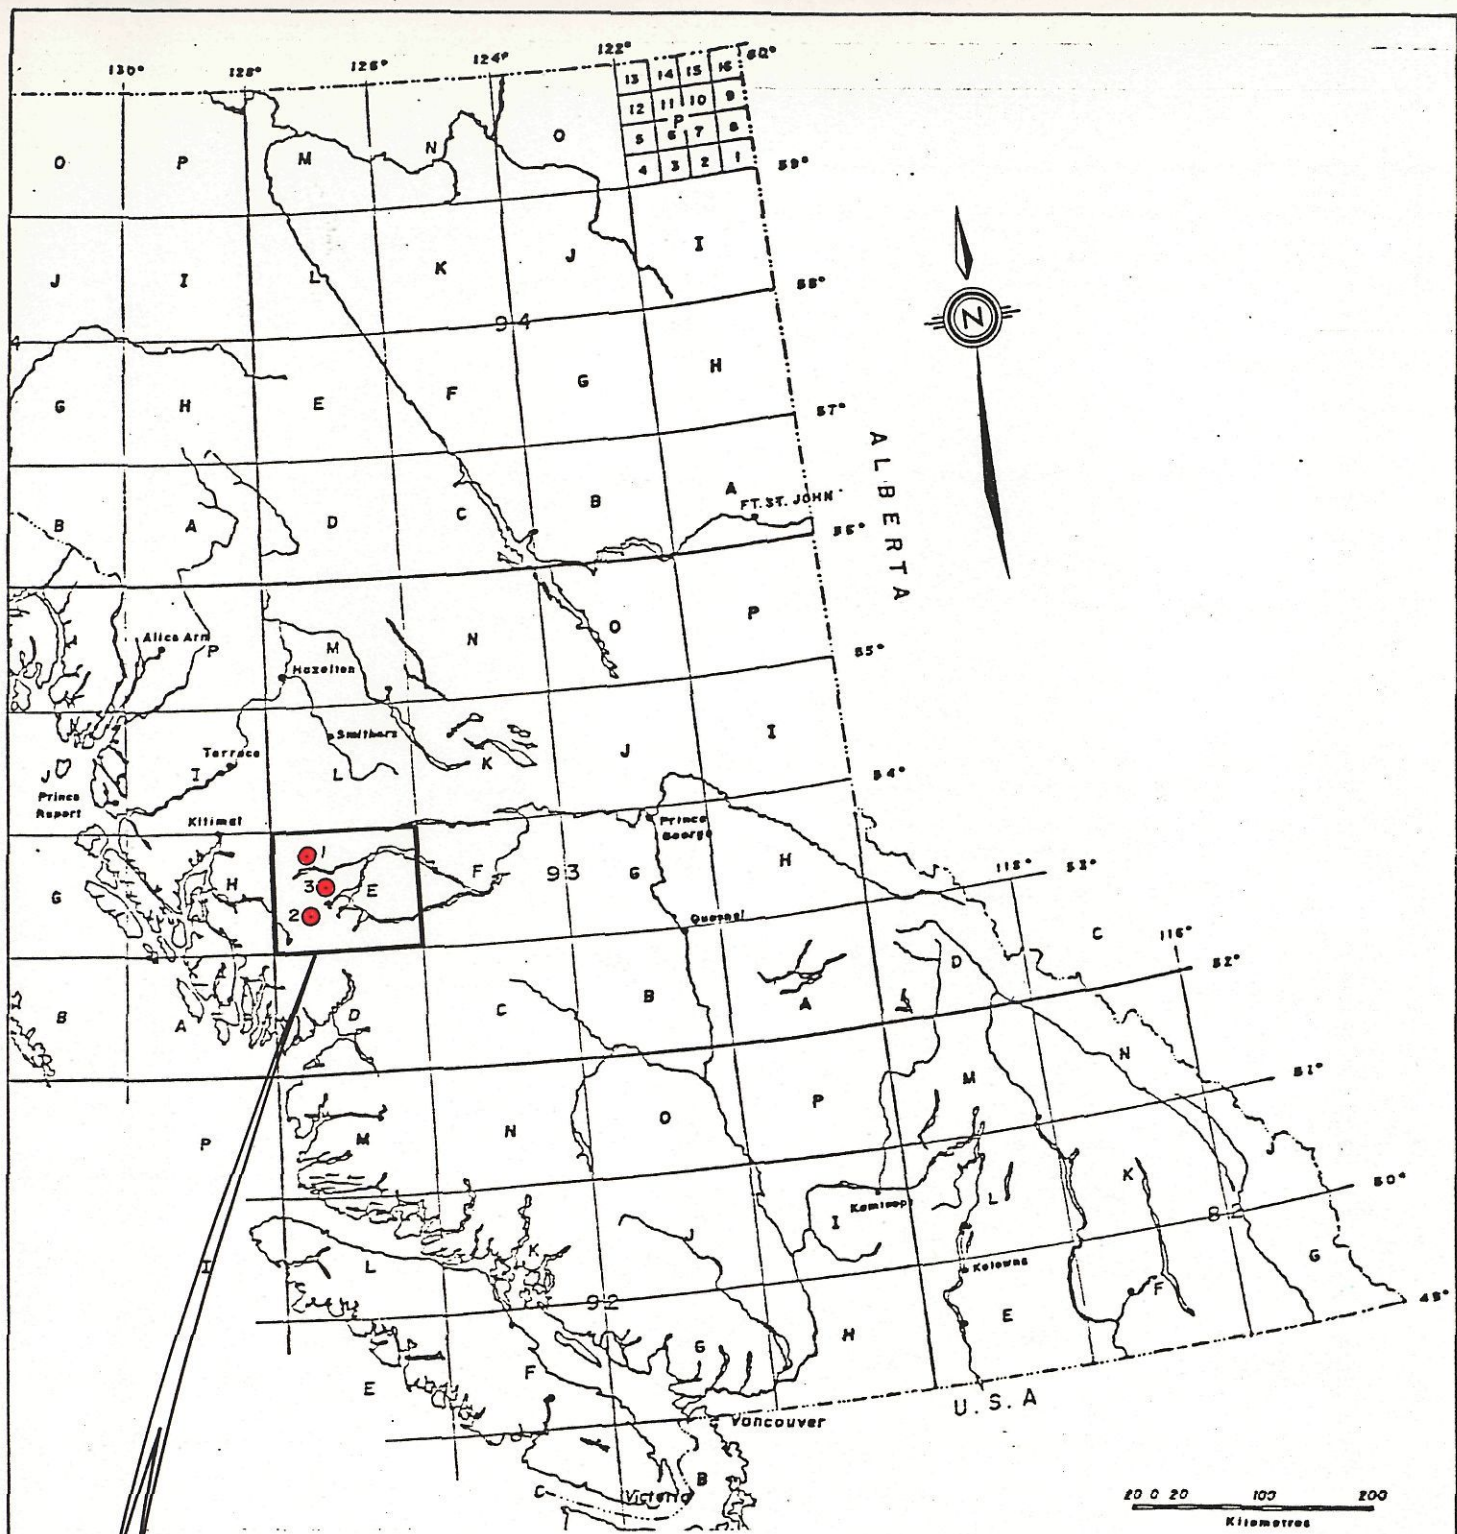 130° 128° 126° 124° 122° 60°
13 14 15 16
12 11 10 9
P
5 6 7 8
4 3 2 1
O P M N O
59°
J I L K J I
58°
94
4
G H E F G H
57°
N
ALBERTA
B A D C B A
FT. ST. JOHN
56°
Alice Arm P M N O P
Hazelton
55°
Smithers
Terrace
J I L K J I
54°
Prince Rupert
Kitimat
Prince George
1
3
2
G H E F 93 G H
118° 53°
Quesnel
C 116°
D
52°
B A D C B A
N
51°
P M N O P M
J
50°
I L K I L K
Kamloops
82
Kelowna
92
G
49°
E F G H E F
U.S.A
Vancouver
B
C Victoria
20 0 20 100 200
Kilometres